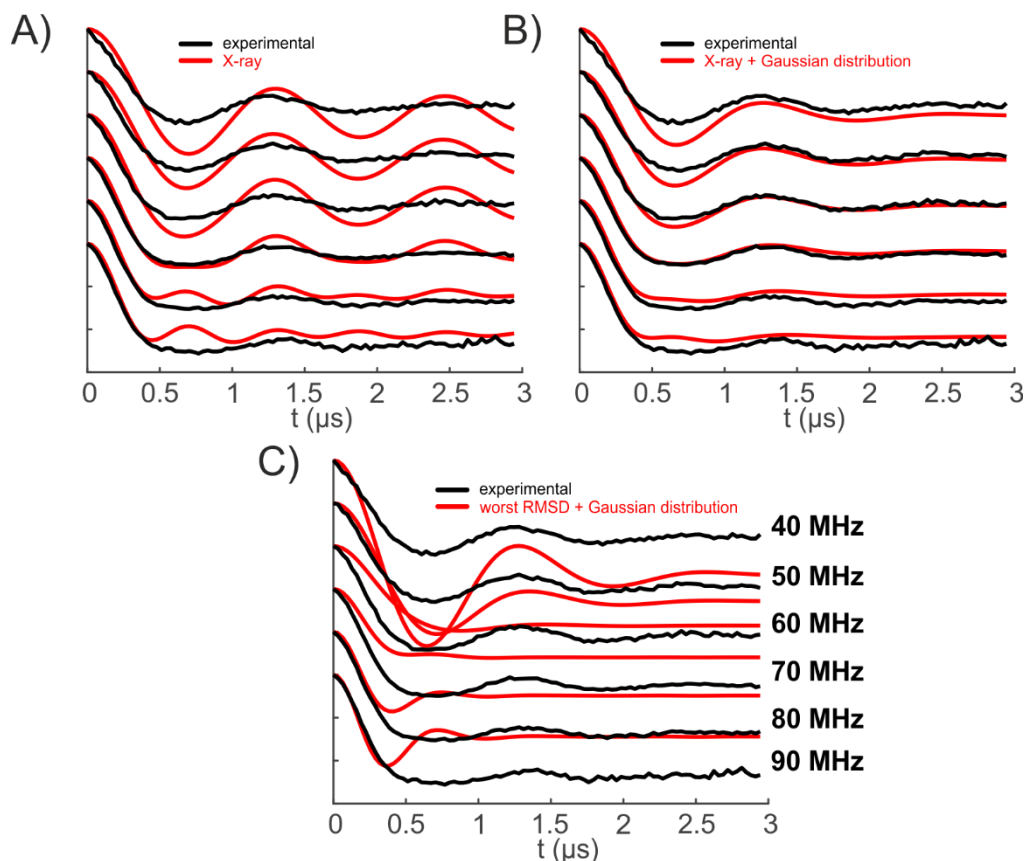 A)
experimental
X-ray
0 0.5 1 1.5 2 2.5 3
t (µs)
B)
experimental
X-ray + Gaussian distribution
0 0.5 1 1.5 2 2.5 3
t (µs)
C)
experimental
worst RMSD + Gaussian distribution
40 MHz
50 MHz
60 MHz
70 MHz
80 MHz
90 MHz
0 0.5 1 1.5 2 2.5 3
t (µs)